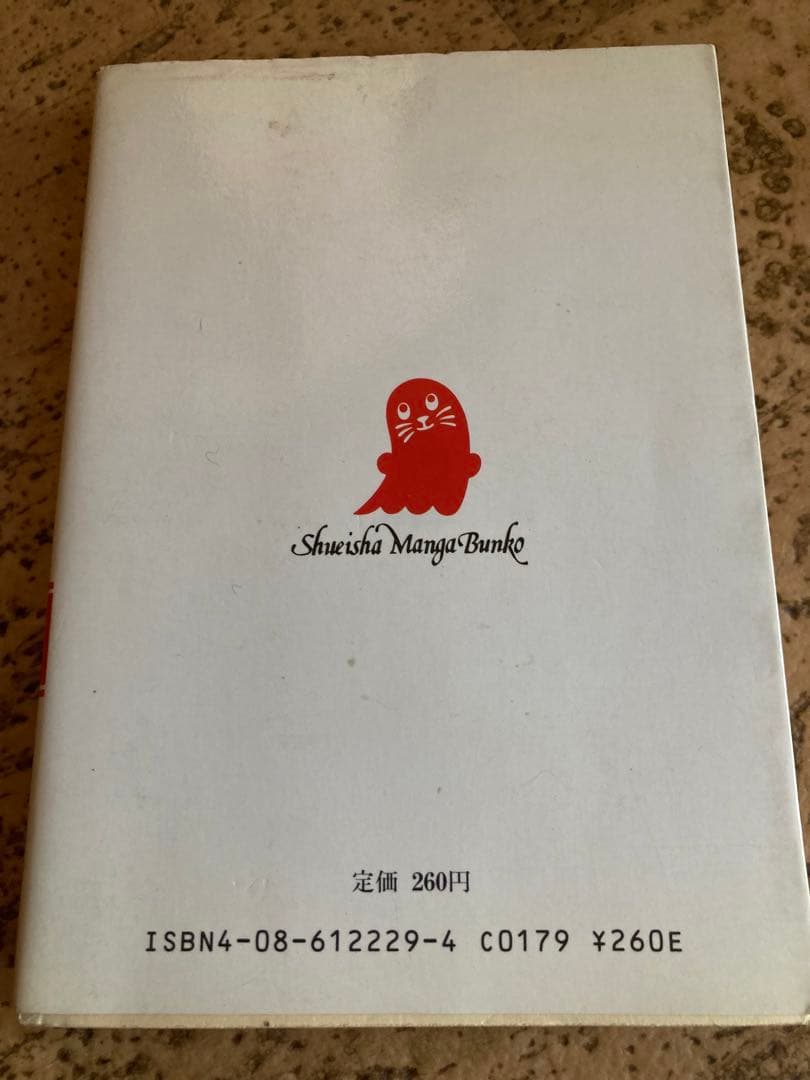 Shueisha Manga Bunko
定価 260円
ISBN4-08-612229-4 C0179 ¥260E